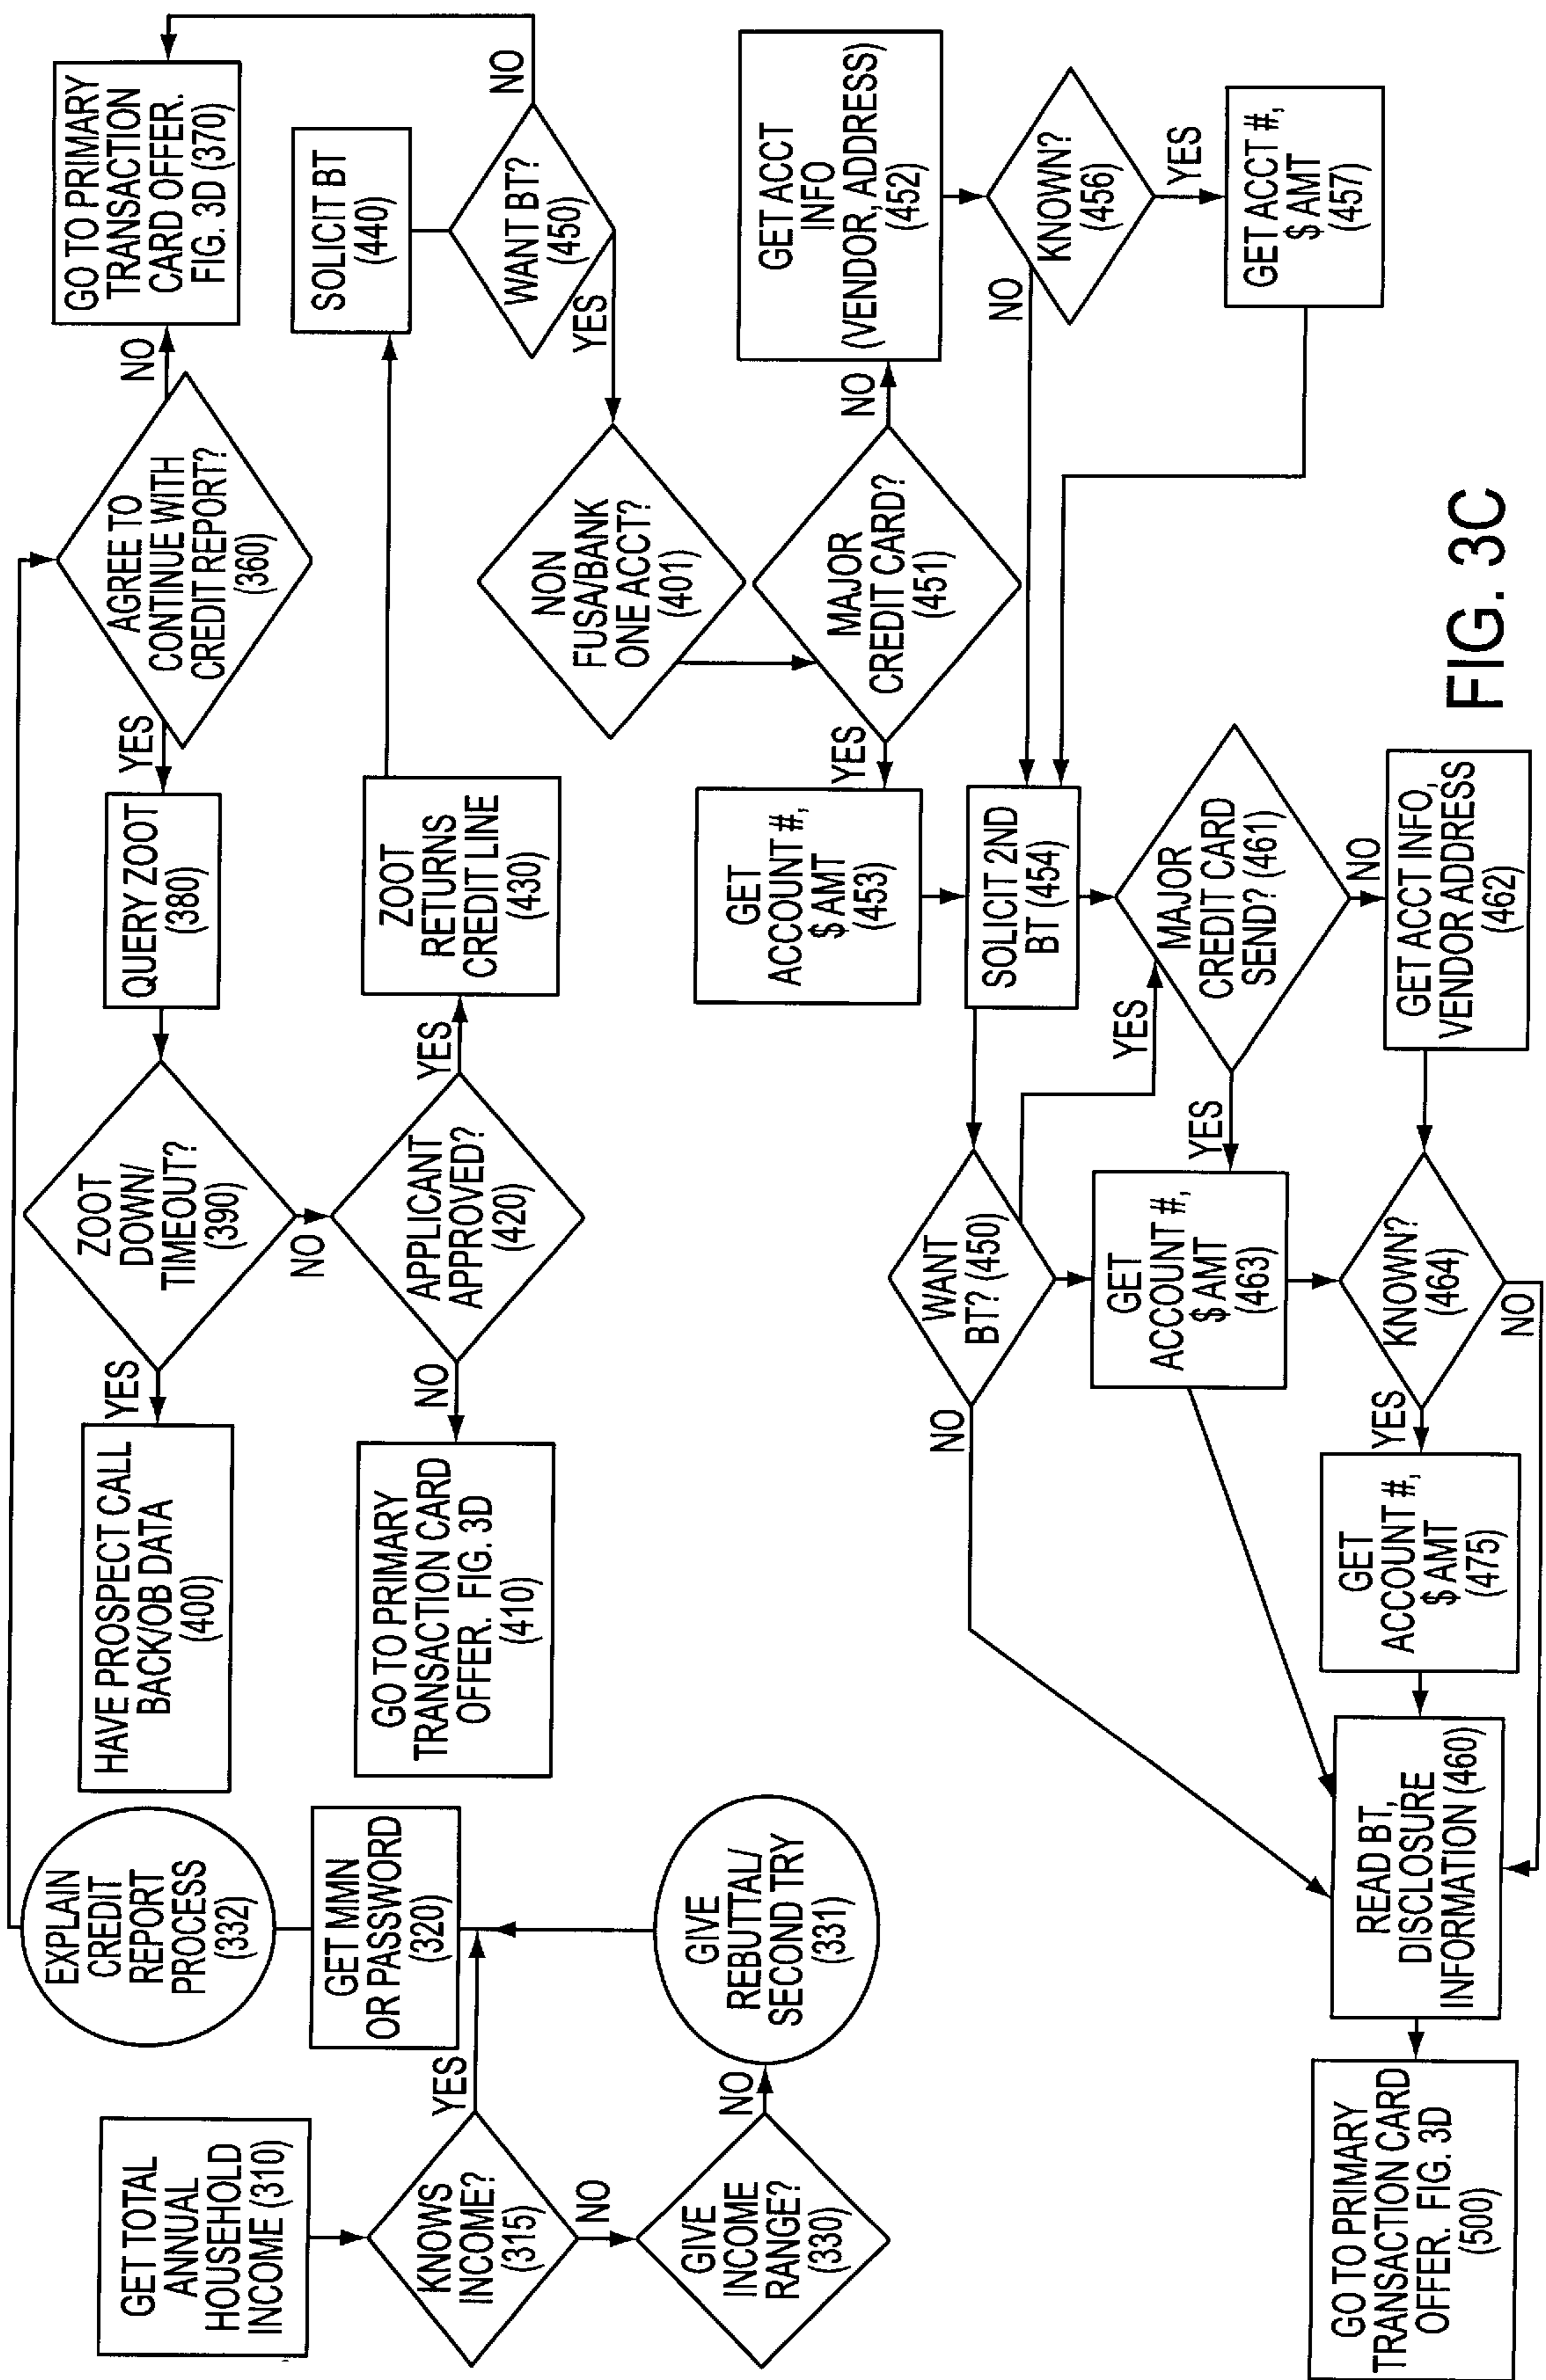 GET TOTAL
ANNUAL
HOUSEHOLD
INCOME (310)
KNOWS
INCOME?
(315)
YES
NO
GIVE
INCOME
RANGE?
(330)
NO
GIVE
REBUTTAL/
SECOND TRY
(331)
GET MMN
OR PASSWORD
(320)
EXPLAIN
CREDIT
REPORT
PROCESS
(332)
AGREE TO
CONTINUE WITH
CREDIT REPORT?
(360)
NO
GO TO PRIMARY
TRANSACTION
CARD OFFER.
FIG. 3D (370)
YES
QUERY ZOOT
(380)
ZOOT
DOWN/
TIMEOUT?
(390)
YES
HAVE PROSPECT CALL
BACK/OB DATA
(400)
NO
APPLICANT
APPROVED?
(420)
NO
GO TO PRIMARY
TRANSACTION CARD
OFFER. FIG. 3D
(410)
YES
ZOOT
RETURNS
CREDIT LINE
(430)
SOLICIT BT
(440)
WANT BT?
(450)
NO
YES
NON
FUSA/BANK
ONE ACCT?
(401)
MAJOR
CREDIT CARD?
(451)
NO
GET ACCT
INFO
(VENDOR, ADDRESS)
(452)
KNOWN?
(456)
NO
YES
GET ACCT #,
$ AMT
(457)
YES
GET
ACCOUNT #,
$ AMT
(453)
SOLICIT 2ND
BT (454)
WANT
BT? (450)
NO
YES
MAJOR
CREDIT CARD
SEND? (461)
YES
NO
GET
ACCOUNT #,
$ AMT
(463)
GET ACCT INFO,
VENDOR ADDRESS
(462)
KNOWN?
(464)
YES
NO
GET
ACCOUNT #,
$ AMT
(475)
READ BT,
DISCLOSURE
INFORMATION (460)
GO TO PRIMARY
TRANSACTION CARD
OFFER. FIG. 3D
(500)
FIG. 3C